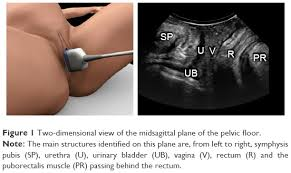 SP
U
V
R
PR
UB
Figure 1 Two-dimensional view of the midsagittal plane of the pelvic floor.
Note: The main structures identified on this plane are, from left to right, symphysis
pubis (SP), urethra (U), urinary bladder (UB), vagina (V), rectum (R) and the
puborectalis muscle (PR) passing behind the rectum.